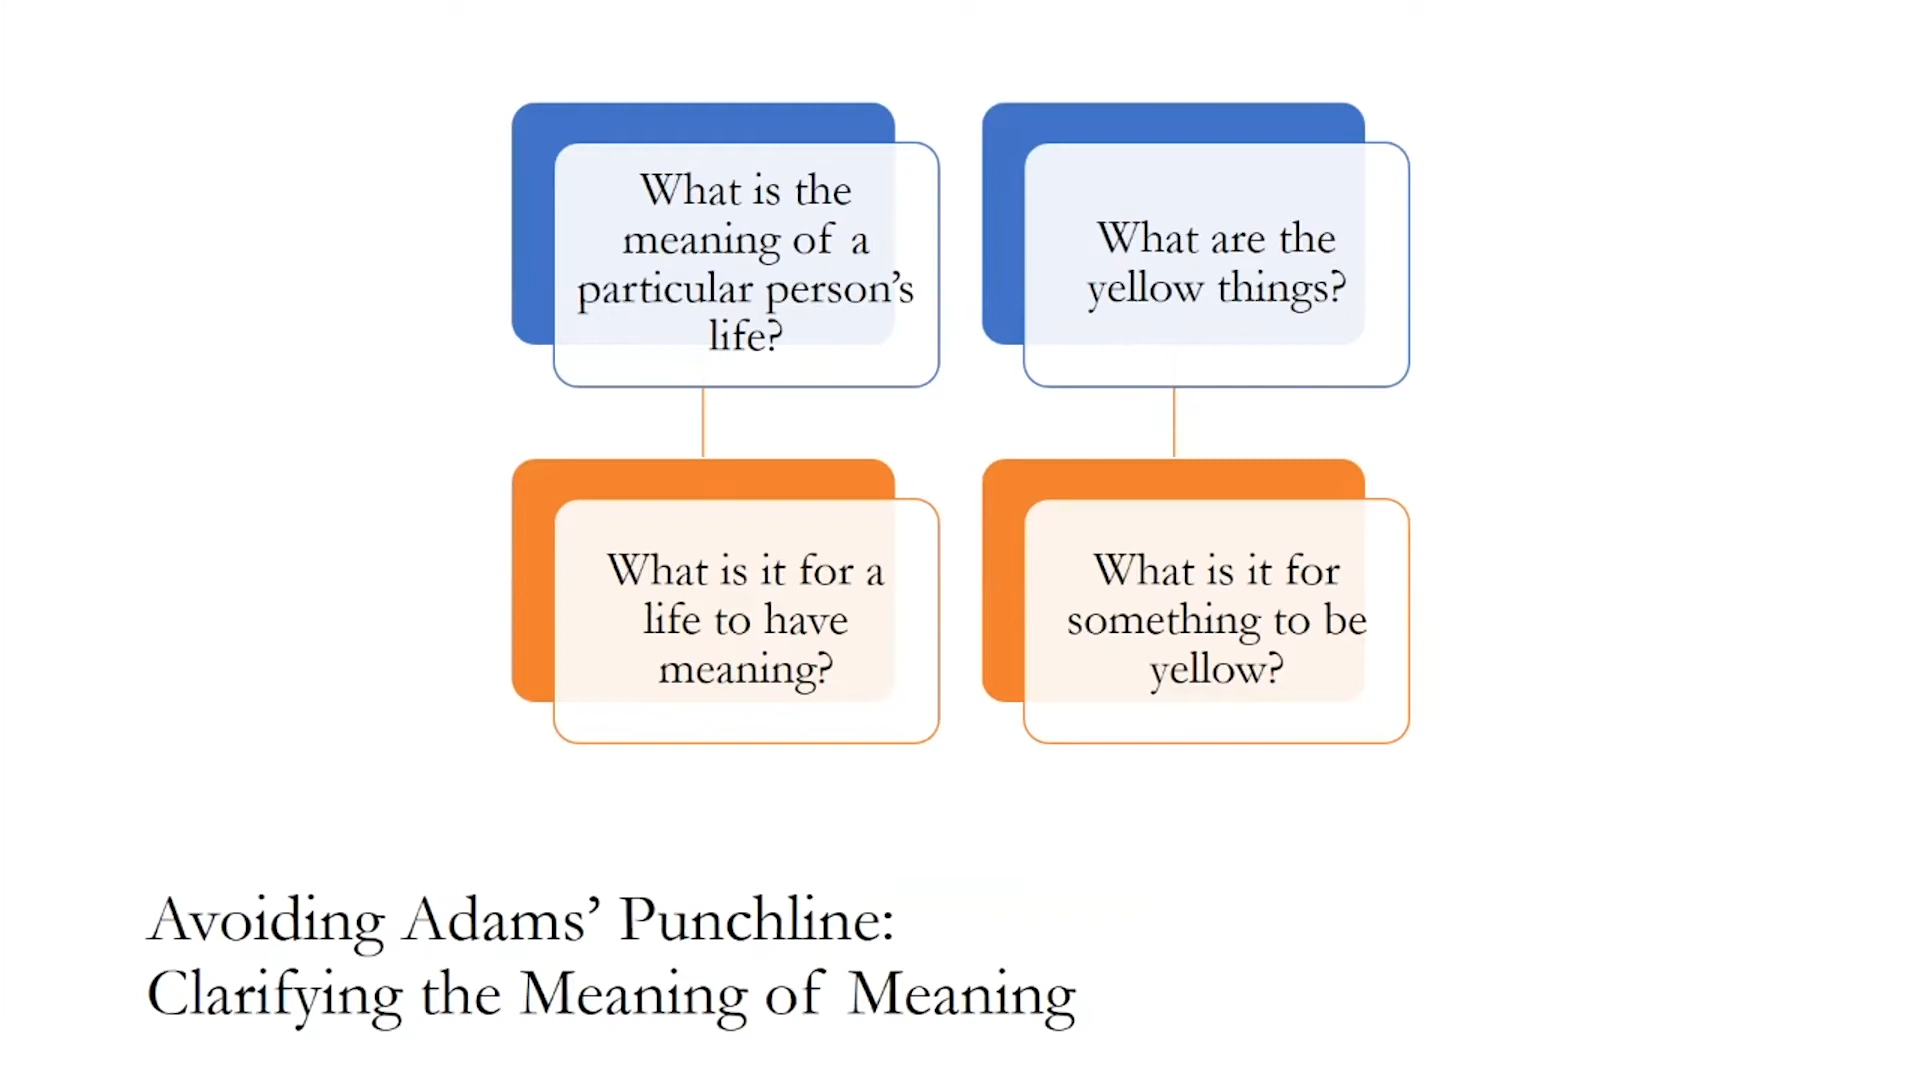 What is the
meaning of a
particular person’s
life?
What are the
yellow things?
What is it for a
life to have
meaning?
What is it for
something to be
yellow?
Avoiding Adams’ Punchline:
Clarifying the Meaning of Meaning